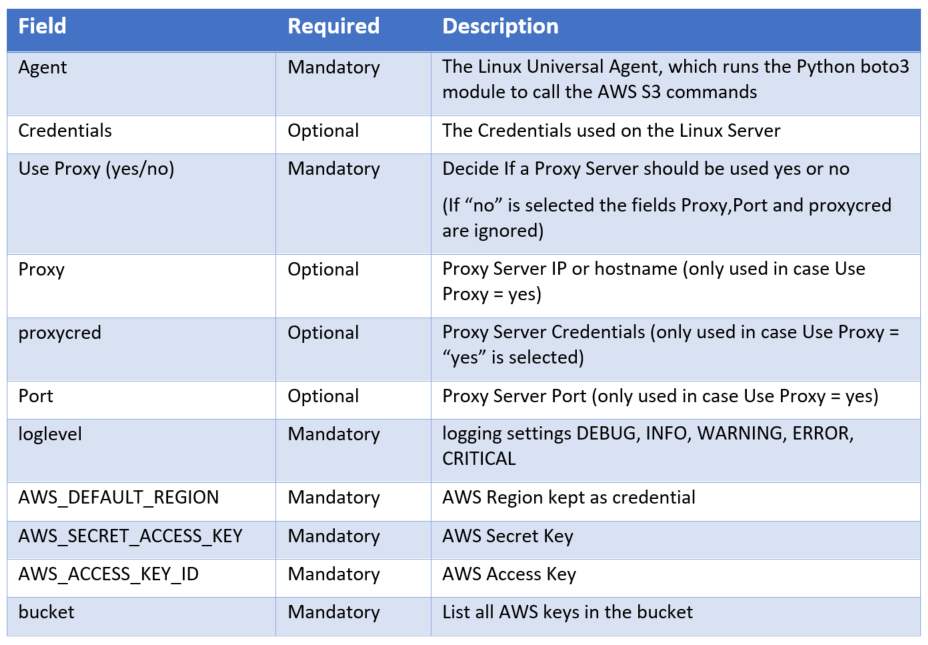 Field Required Description
Agent Mandatory The Linux Universal Agent, which runs the Python boto3
module to call the AWS S3 commands
Credentials Optional The Credentials used on the Linux Server
Use Proxy (yes/no) Mandatory Decide If a Proxy Server should be used yes or no
(If “no” is selected the fields Proxy,Port and proxycred
are ignored)
Proxy Optional Proxy Server IP or hostname (only used in case Use
Proxy = yes)
proxycred Optional Proxy Server Credentials (only used in case Use Proxy =
“yes” is selected)
Port Optional Proxy Server Port (only used in case Use Proxy = yes)
loglevel Mandatory logging settings DEBUG, INFO, WARNING, ERROR,
CRITICAL
AWS_DEFAULT_REGION Mandatory AWS Region kept as credential
AWS_SECRET_ACCESS_KEY Mandatory AWS Secret Key
AWS_ACCESS_KEY_ID Mandatory AWS Access Key
bucket Mandatory List all AWS keys in the bucket